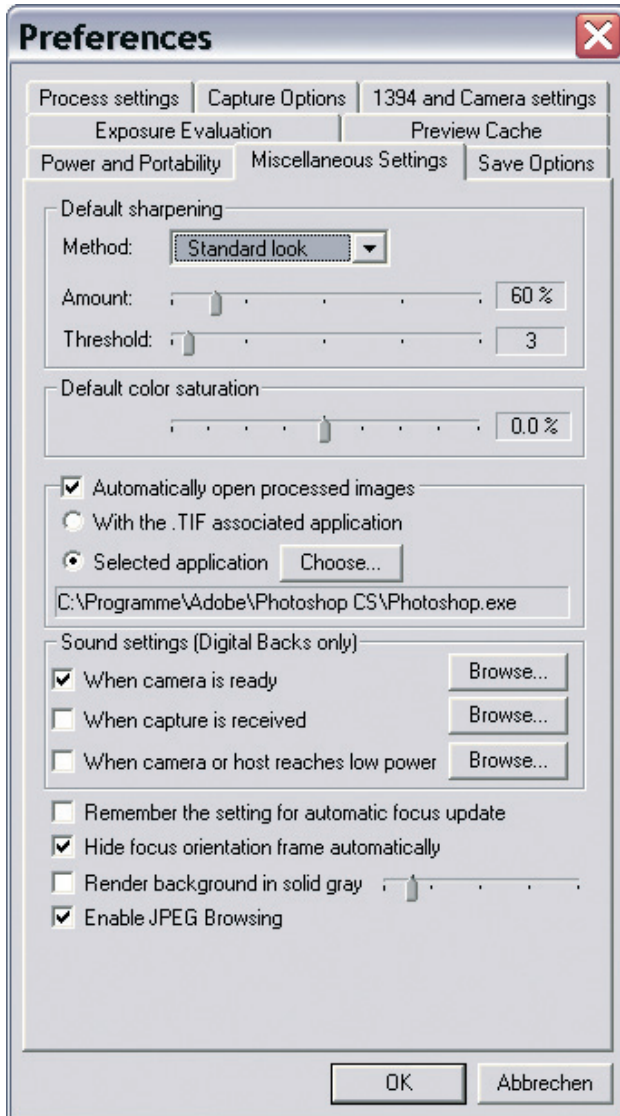 Preferences
Process settings Capture Options 1394 and Camera settings
Exposure Evaluation Preview Cache
Power and Portability Miscellaneous Settings Save Options
Default sharpening
Method: Standard look
Amount: 60 %
Threshold: 3
Default color saturation
0.0 %
Automatically open processed images
With the .TIF associated application
Selected application Choose...
C:\Programme\Adobe\Photoshop CS\Photoshop.exe
Sound settings (Digital Backs only)
When camera is ready Browse...
When capture is received Browse...
When camera or host reaches low power Browse...
Remember the setting for automatic focus update
Hide focus orientation frame automatically
Render background in solid gray
Enable JPEG Browsing
OK Abbrechen